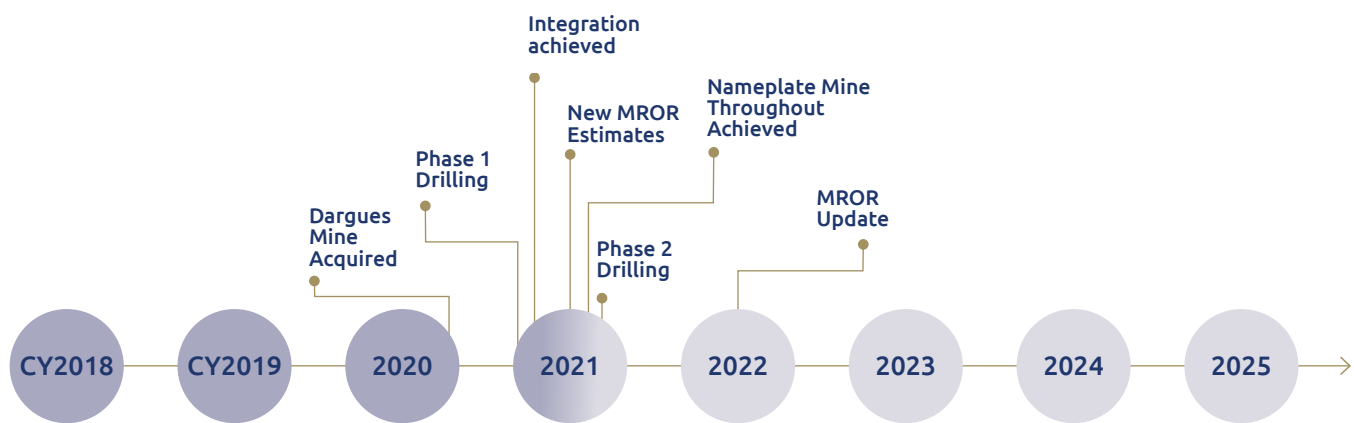 Integration
achieved
New MROR
Estimates
Nameplate Mine
Throughout
Achieved
Phase 1
Drilling
Dargues
Mine
Acquired
Phase 2
Drilling
MROR
Update
CY2018
CY2019
2020
2021
2022
2023
2024
2025